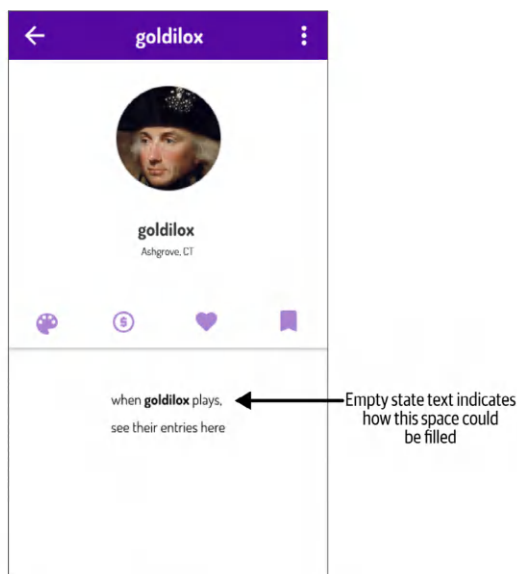 goldilox
goldilox
Ashgrove, CT
when goldilox plays,
see their entries here
Empty state text indicates
how this space could
be filled